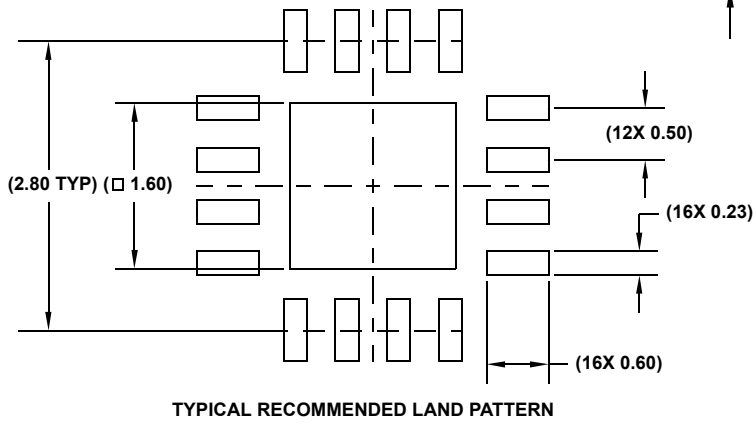 (12X 0.50)
(2.80 TYP) (□ 1.60)
(16X 0.23)
(16X 0.60)
TYPICAL RECOMMENDED LAND PATTERN